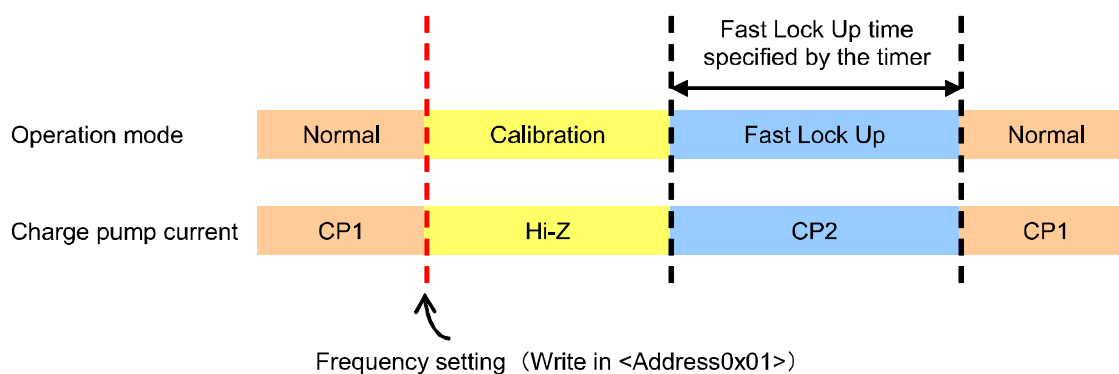 Fast Lock Up time
specified by the timer
Operation mode Normal Calibration Fast Lock Up Normal
Charge pump current CP1 Hi-Z CP2 CP1
Frequency setting（Write in <Address0x01>）